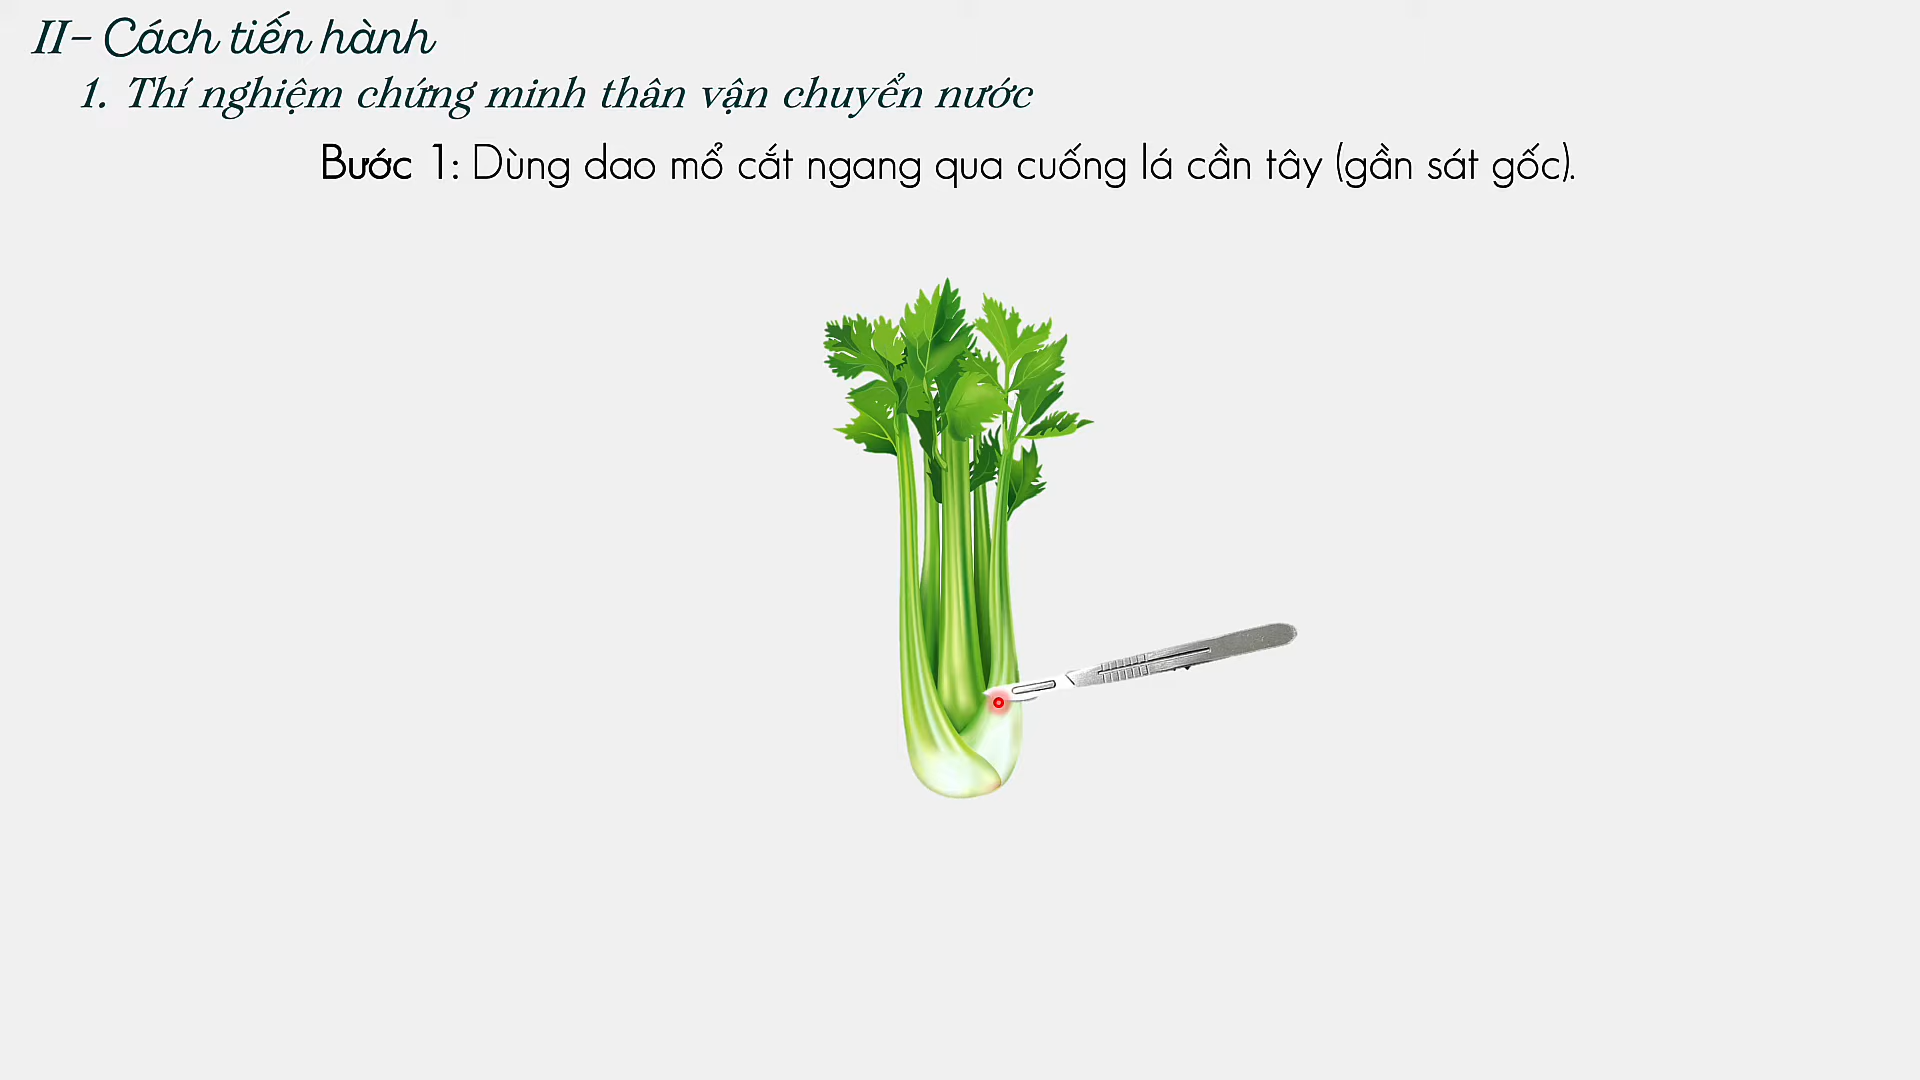 II- Cách tiến hành
1. Thí nghiệm chứng minh thân vận chuyển nước
Bước 1: Dùng dao mổ cắt ngang qua cuống lá cần tây (gần sát gốc).